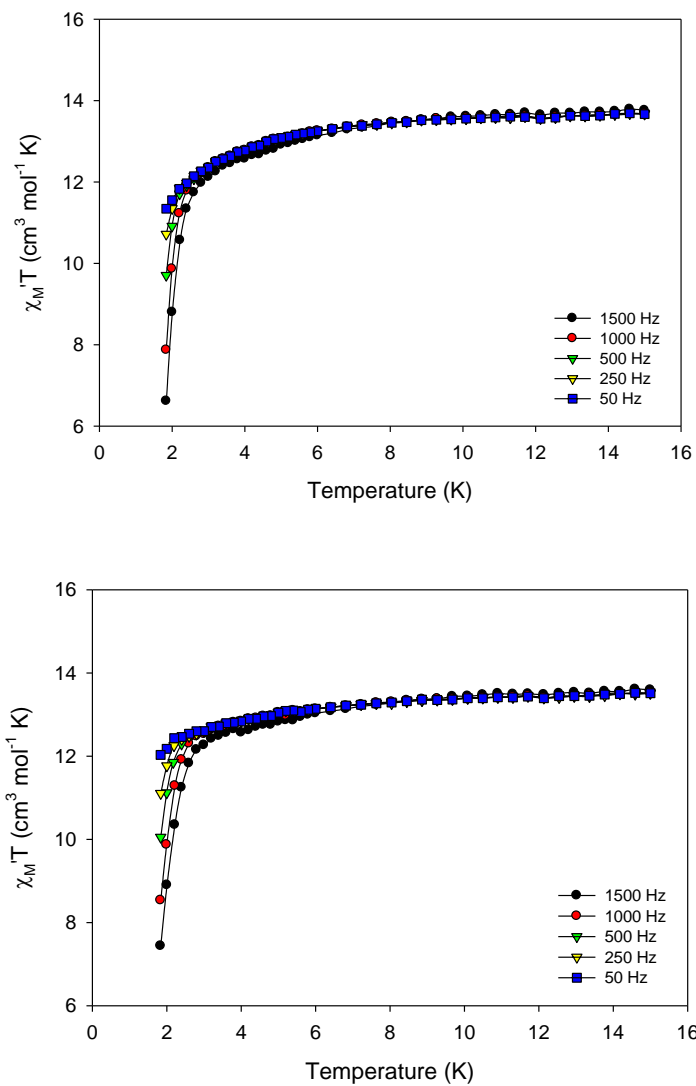 16
14
12
10
8
6
χM'T (cm³ mol⁻¹ K)
1500 Hz
1000 Hz
500 Hz
250 Hz
50 Hz
0 2 4 6 8 10 12 14 16
Temperature (K)
16
14
12
10
8
6
χM'T (cm³ mol⁻¹ K)
1500 Hz
1000 Hz
500 Hz
250 Hz
50 Hz
0 2 4 6 8 10 12 14 16
Temperature (K)